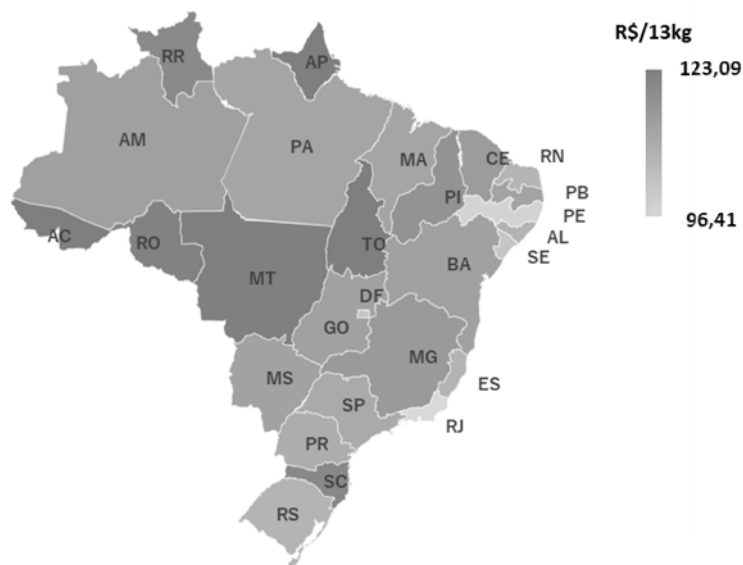 R$/13kg
123,09
96,41
RR
AP
AM
PA
MA
CE
RN
PB
PI
PE
AL
SE
AC
RO
TO
BA
MT
DF
GO
MG
ES
MS
SP
RJ
PR
SC
RS